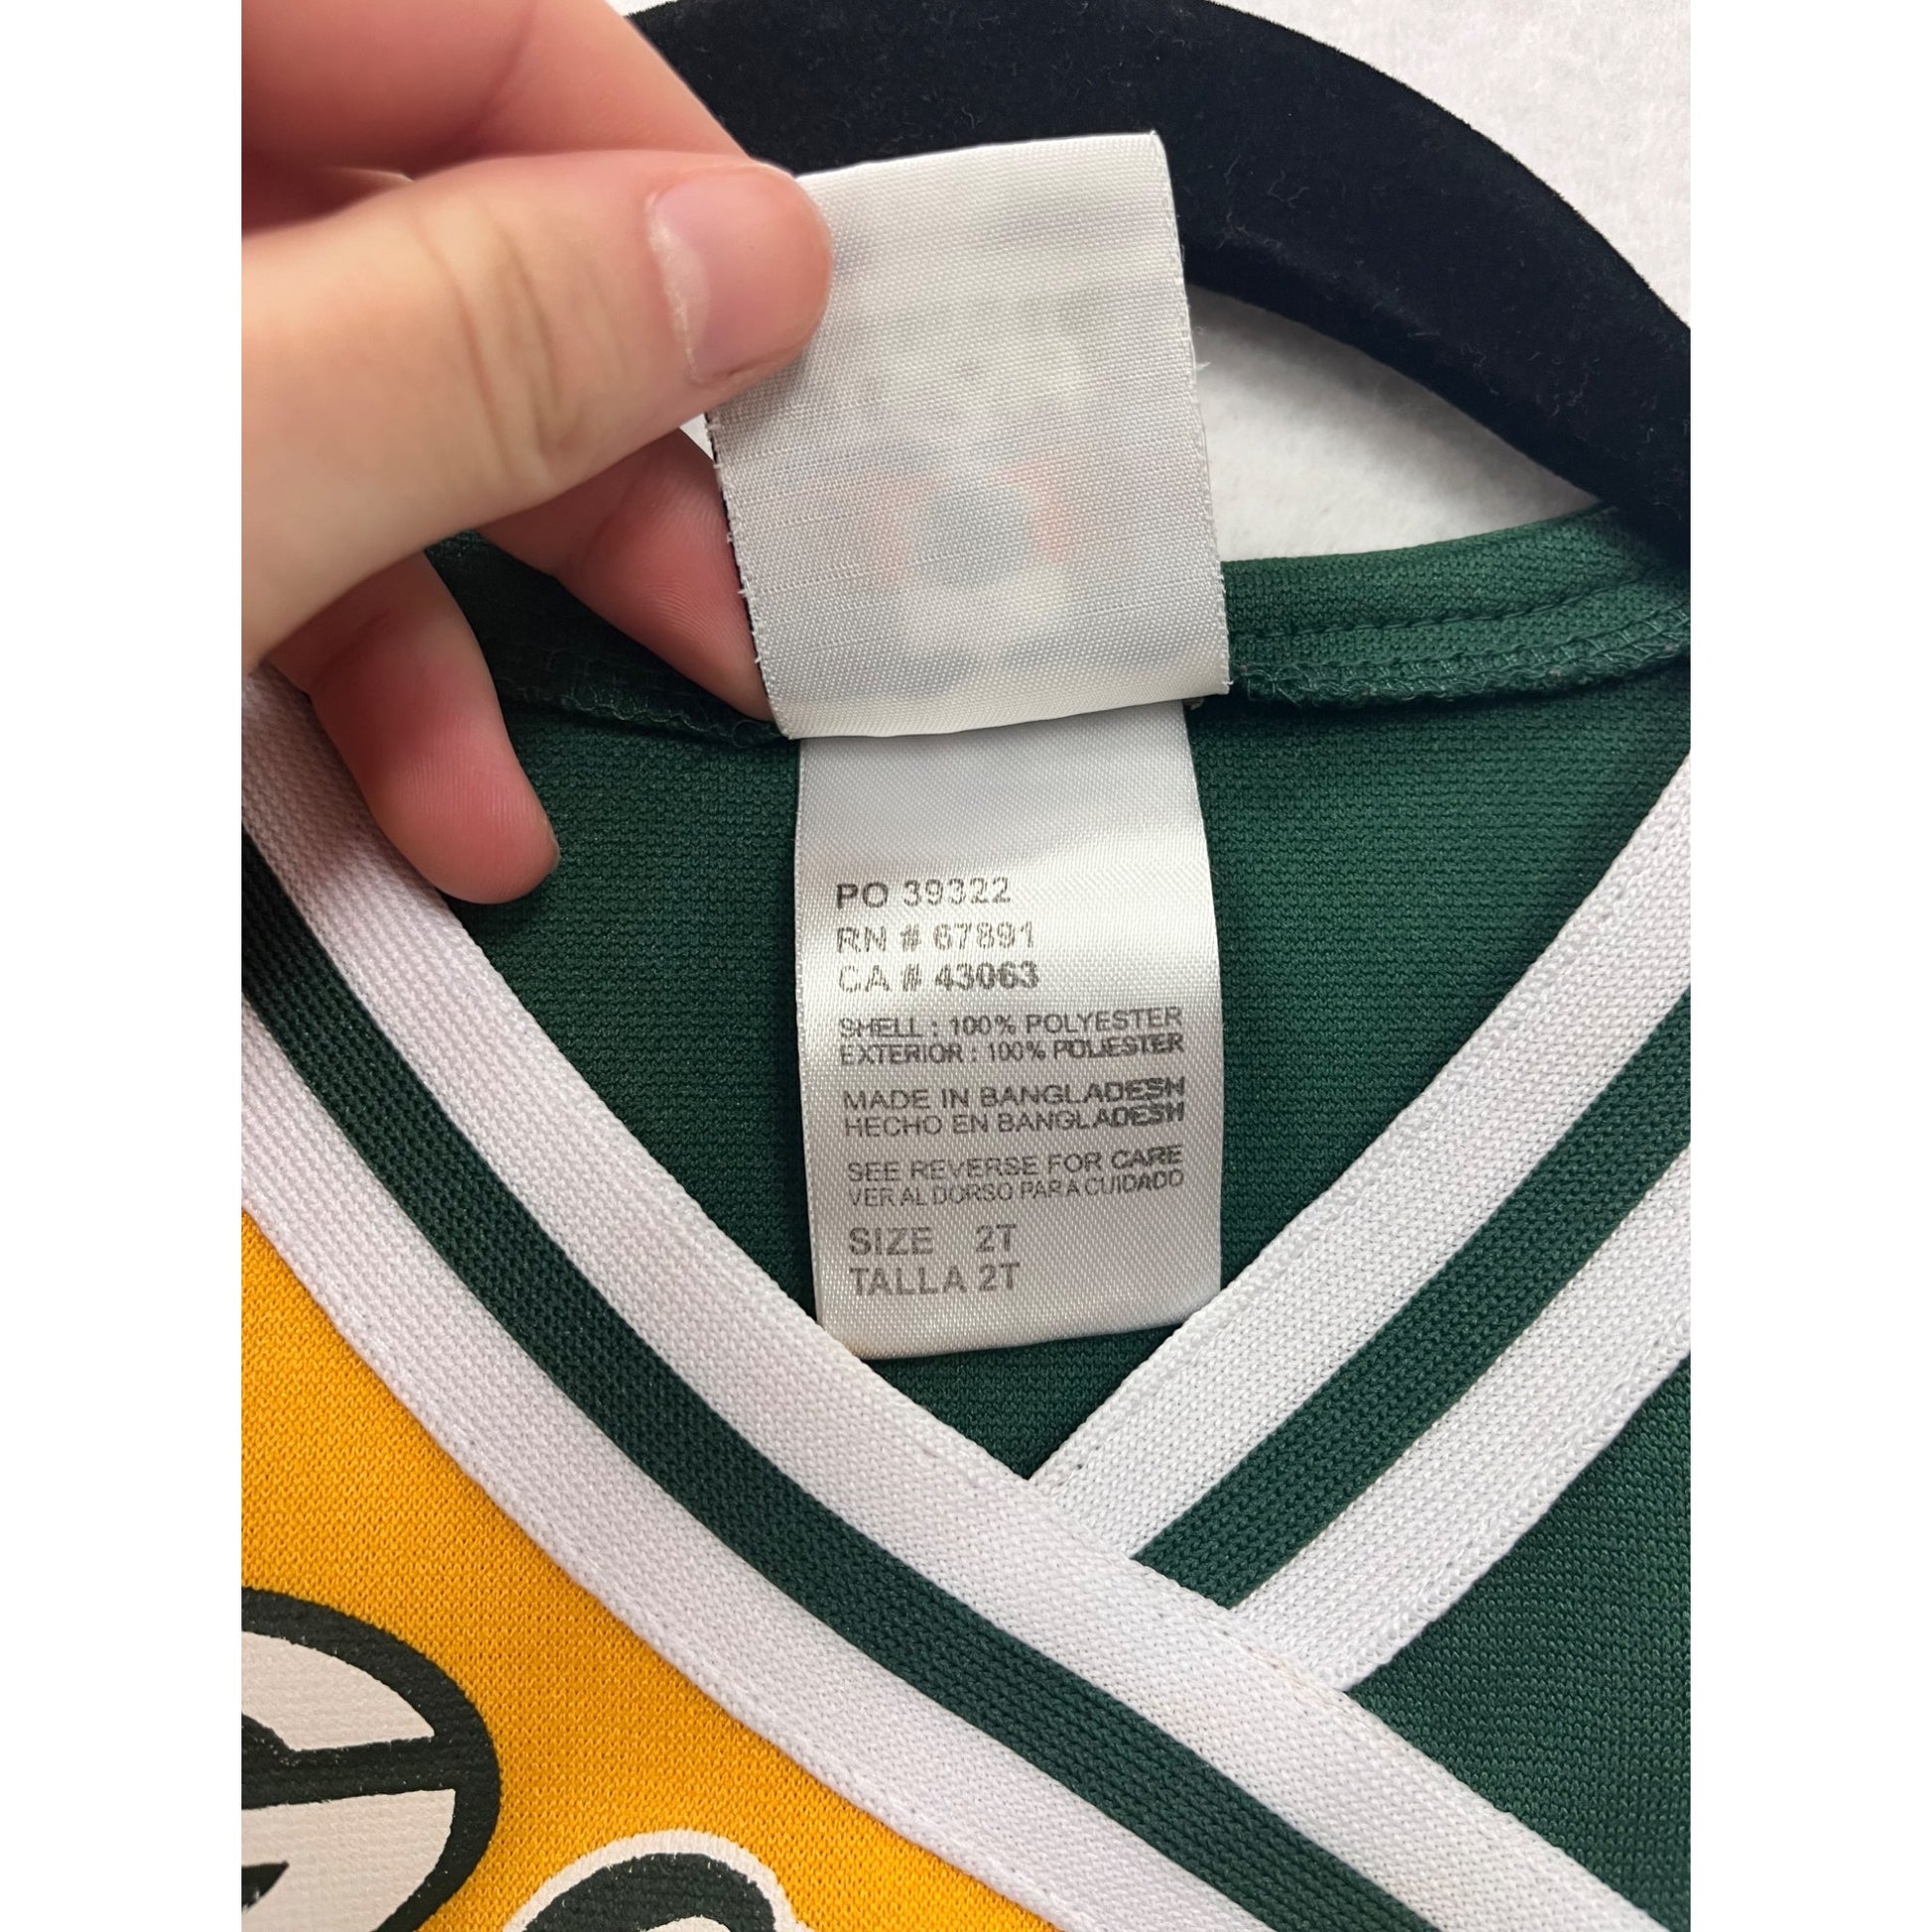 PO 39322
RN # 67891
CA # 43063
SHELL : 100% POLYESTER
EXTERIOR : 100% POLIESTER
MADE IN BANGLADESH
HECHO EN BANGLADESH
SEE REVERSE FOR CARE
VER AL DORSO PARA CUIDADO
SIZE 2T
TALLA 2T